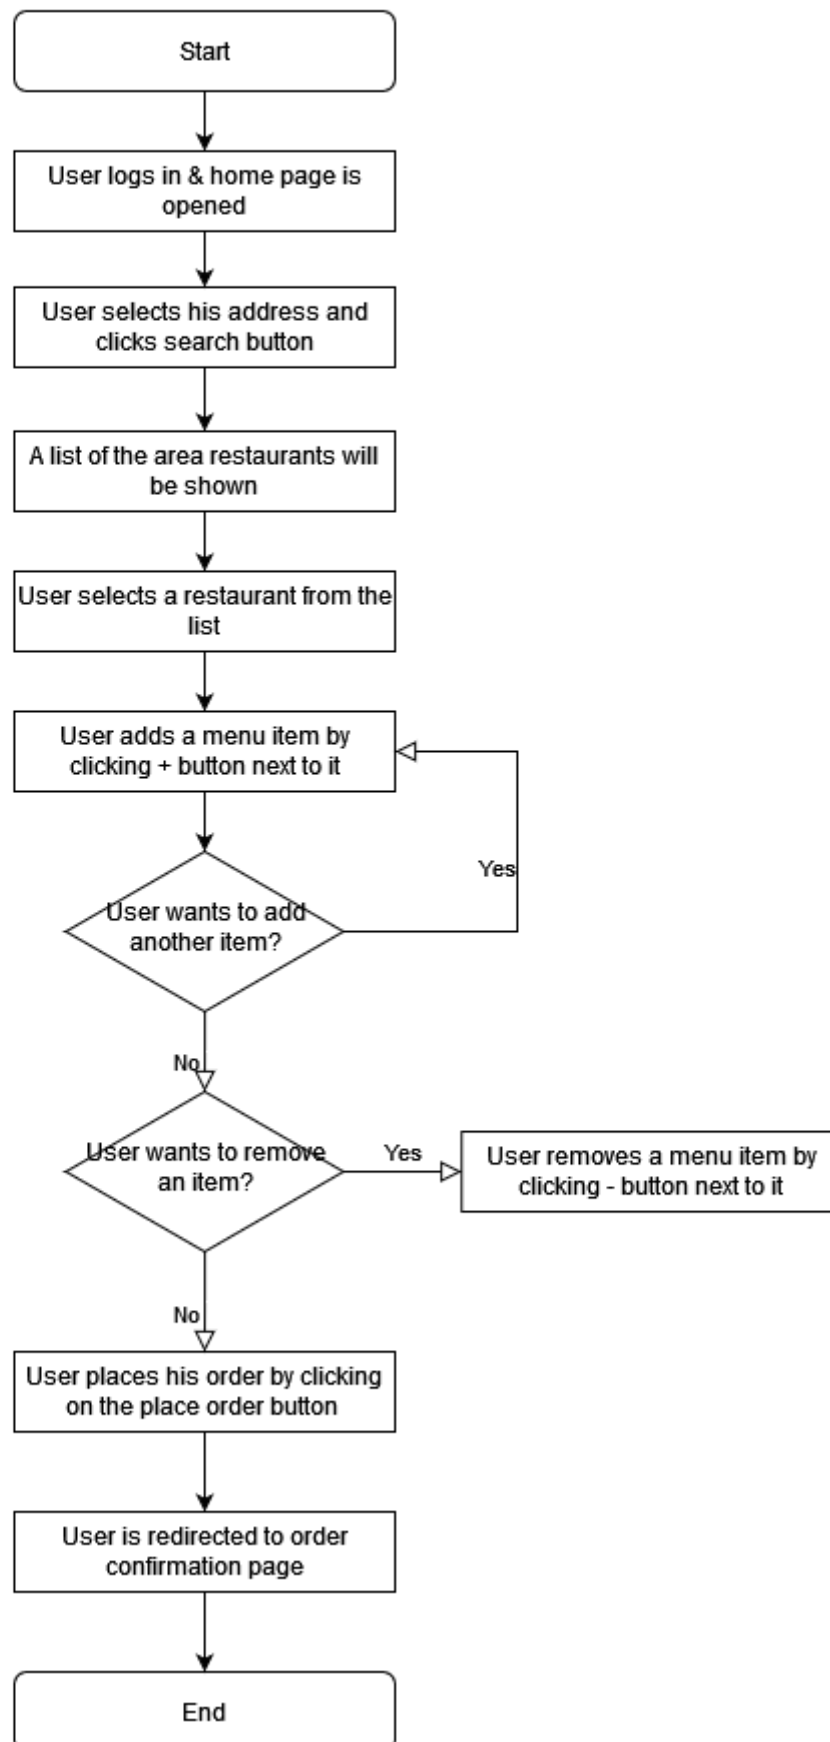 Start
User logs in & home page is
opened
User selects his address and
clicks search button
A list of the area restaurants will
be shown
User selects a restaurant from the
list
User adds a menu item by
clicking + button next to it
Yes
User wants to add
another item?
No
User wants to remove
an item?
Yes
User removes a menu item by
clicking - button next to it
No
User places his order by clicking
on the place order button
User is redirected to order
confirmation page
End